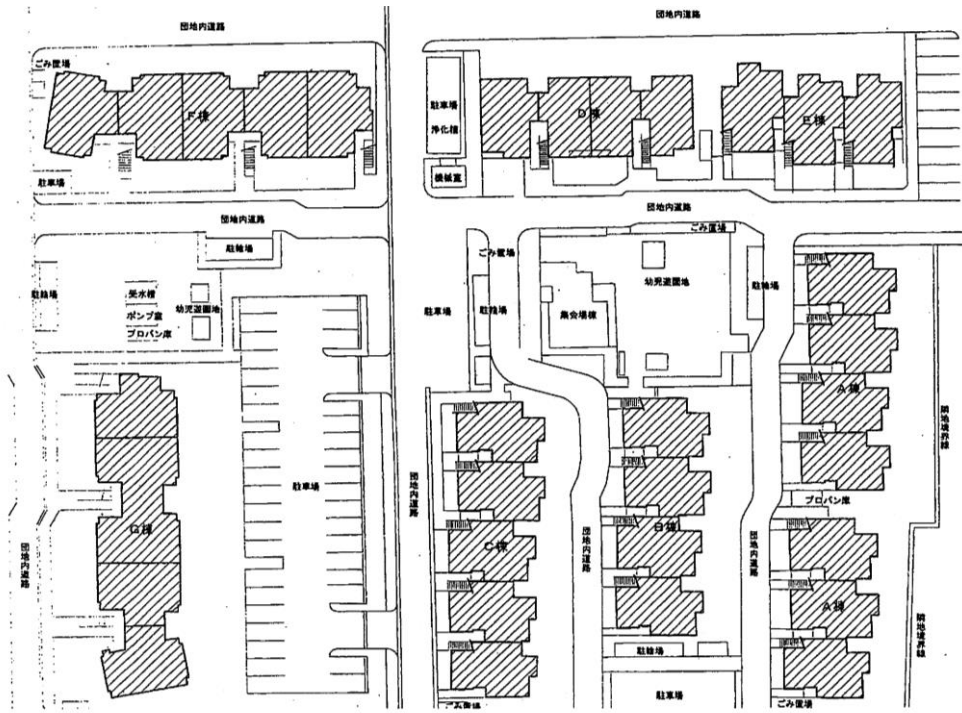 団地内道路
団地内道路
ごみ置場
F棟
駐車場
浄化槽
D棟
E棟
機械室
駐車場
団地内道路
団地内道路
ごみ置場
駐輪場
ごみ置場
駐輪場
受水槽
幼児遊園地
ポンプ室
プロパン庫
駐車場
駐輪場
集会場棟
幼児遊園地
駐輪場
A棟
隣地境界線
駐車場
団地内道路
プロパン庫
G棟
C棟
B棟
団地内道路
団地内道路
団地内道路
A棟
隣地境界線
駐輪場
駐車場
ごみ置場
ごみ置場